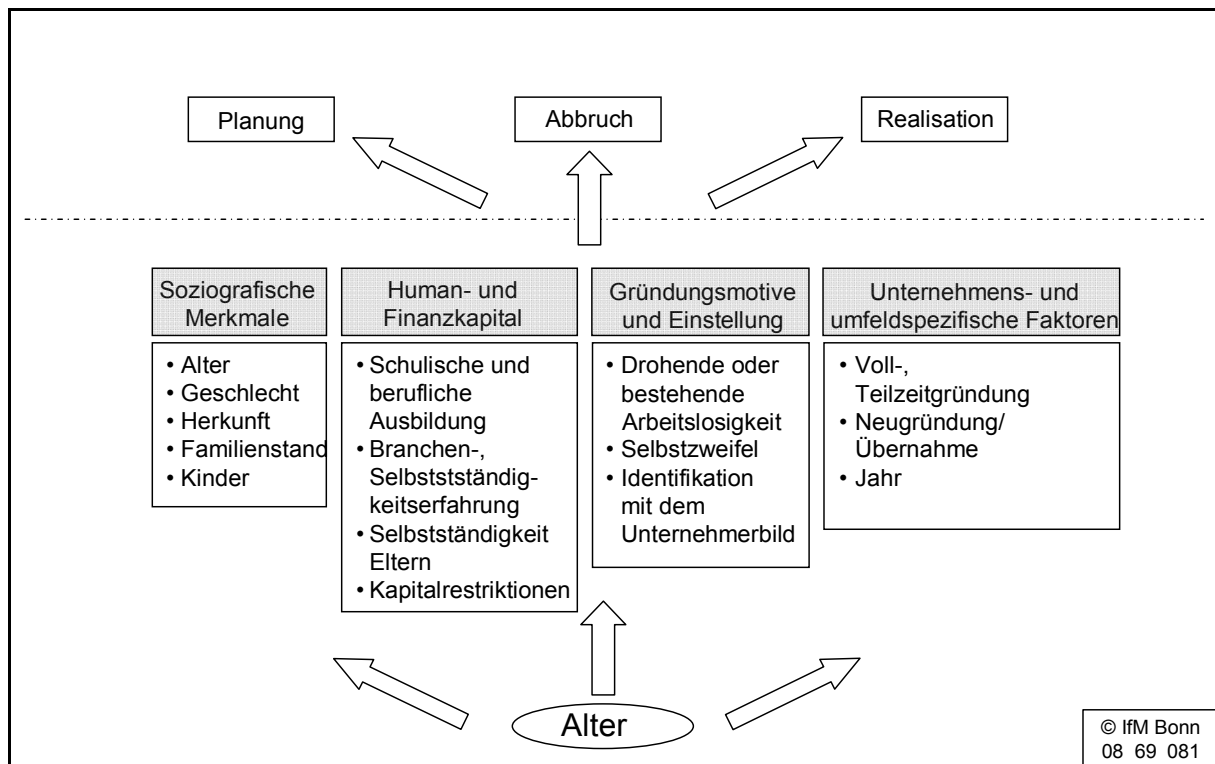 Planung
Abbruch
Realisation
Soziografische
Merkmale
• Alter
• Geschlecht
• Herkunft
• Familienstand
• Kinder
Human- und
Finanzkapital
• Schulische und
berufliche
Ausbildung
• Branchen-,
Selbstständig-
keitserfahrung
• Selbstständigkeit
Eltern
• Kapitalrestriktionen
Gründungsmotive
und Einstellung
• Drohende oder
bestehende
Arbeitslosigkeit
• Selbstzweifel
• Identifikation
mit dem
Unternehmerbild
Unternehmens- und
umfeldspezifische Faktoren
• Voll-,
Teilzeitgründung
• Neugründung/
Übernahme
• Jahr
Alter
© IfM Bonn
08 69 081